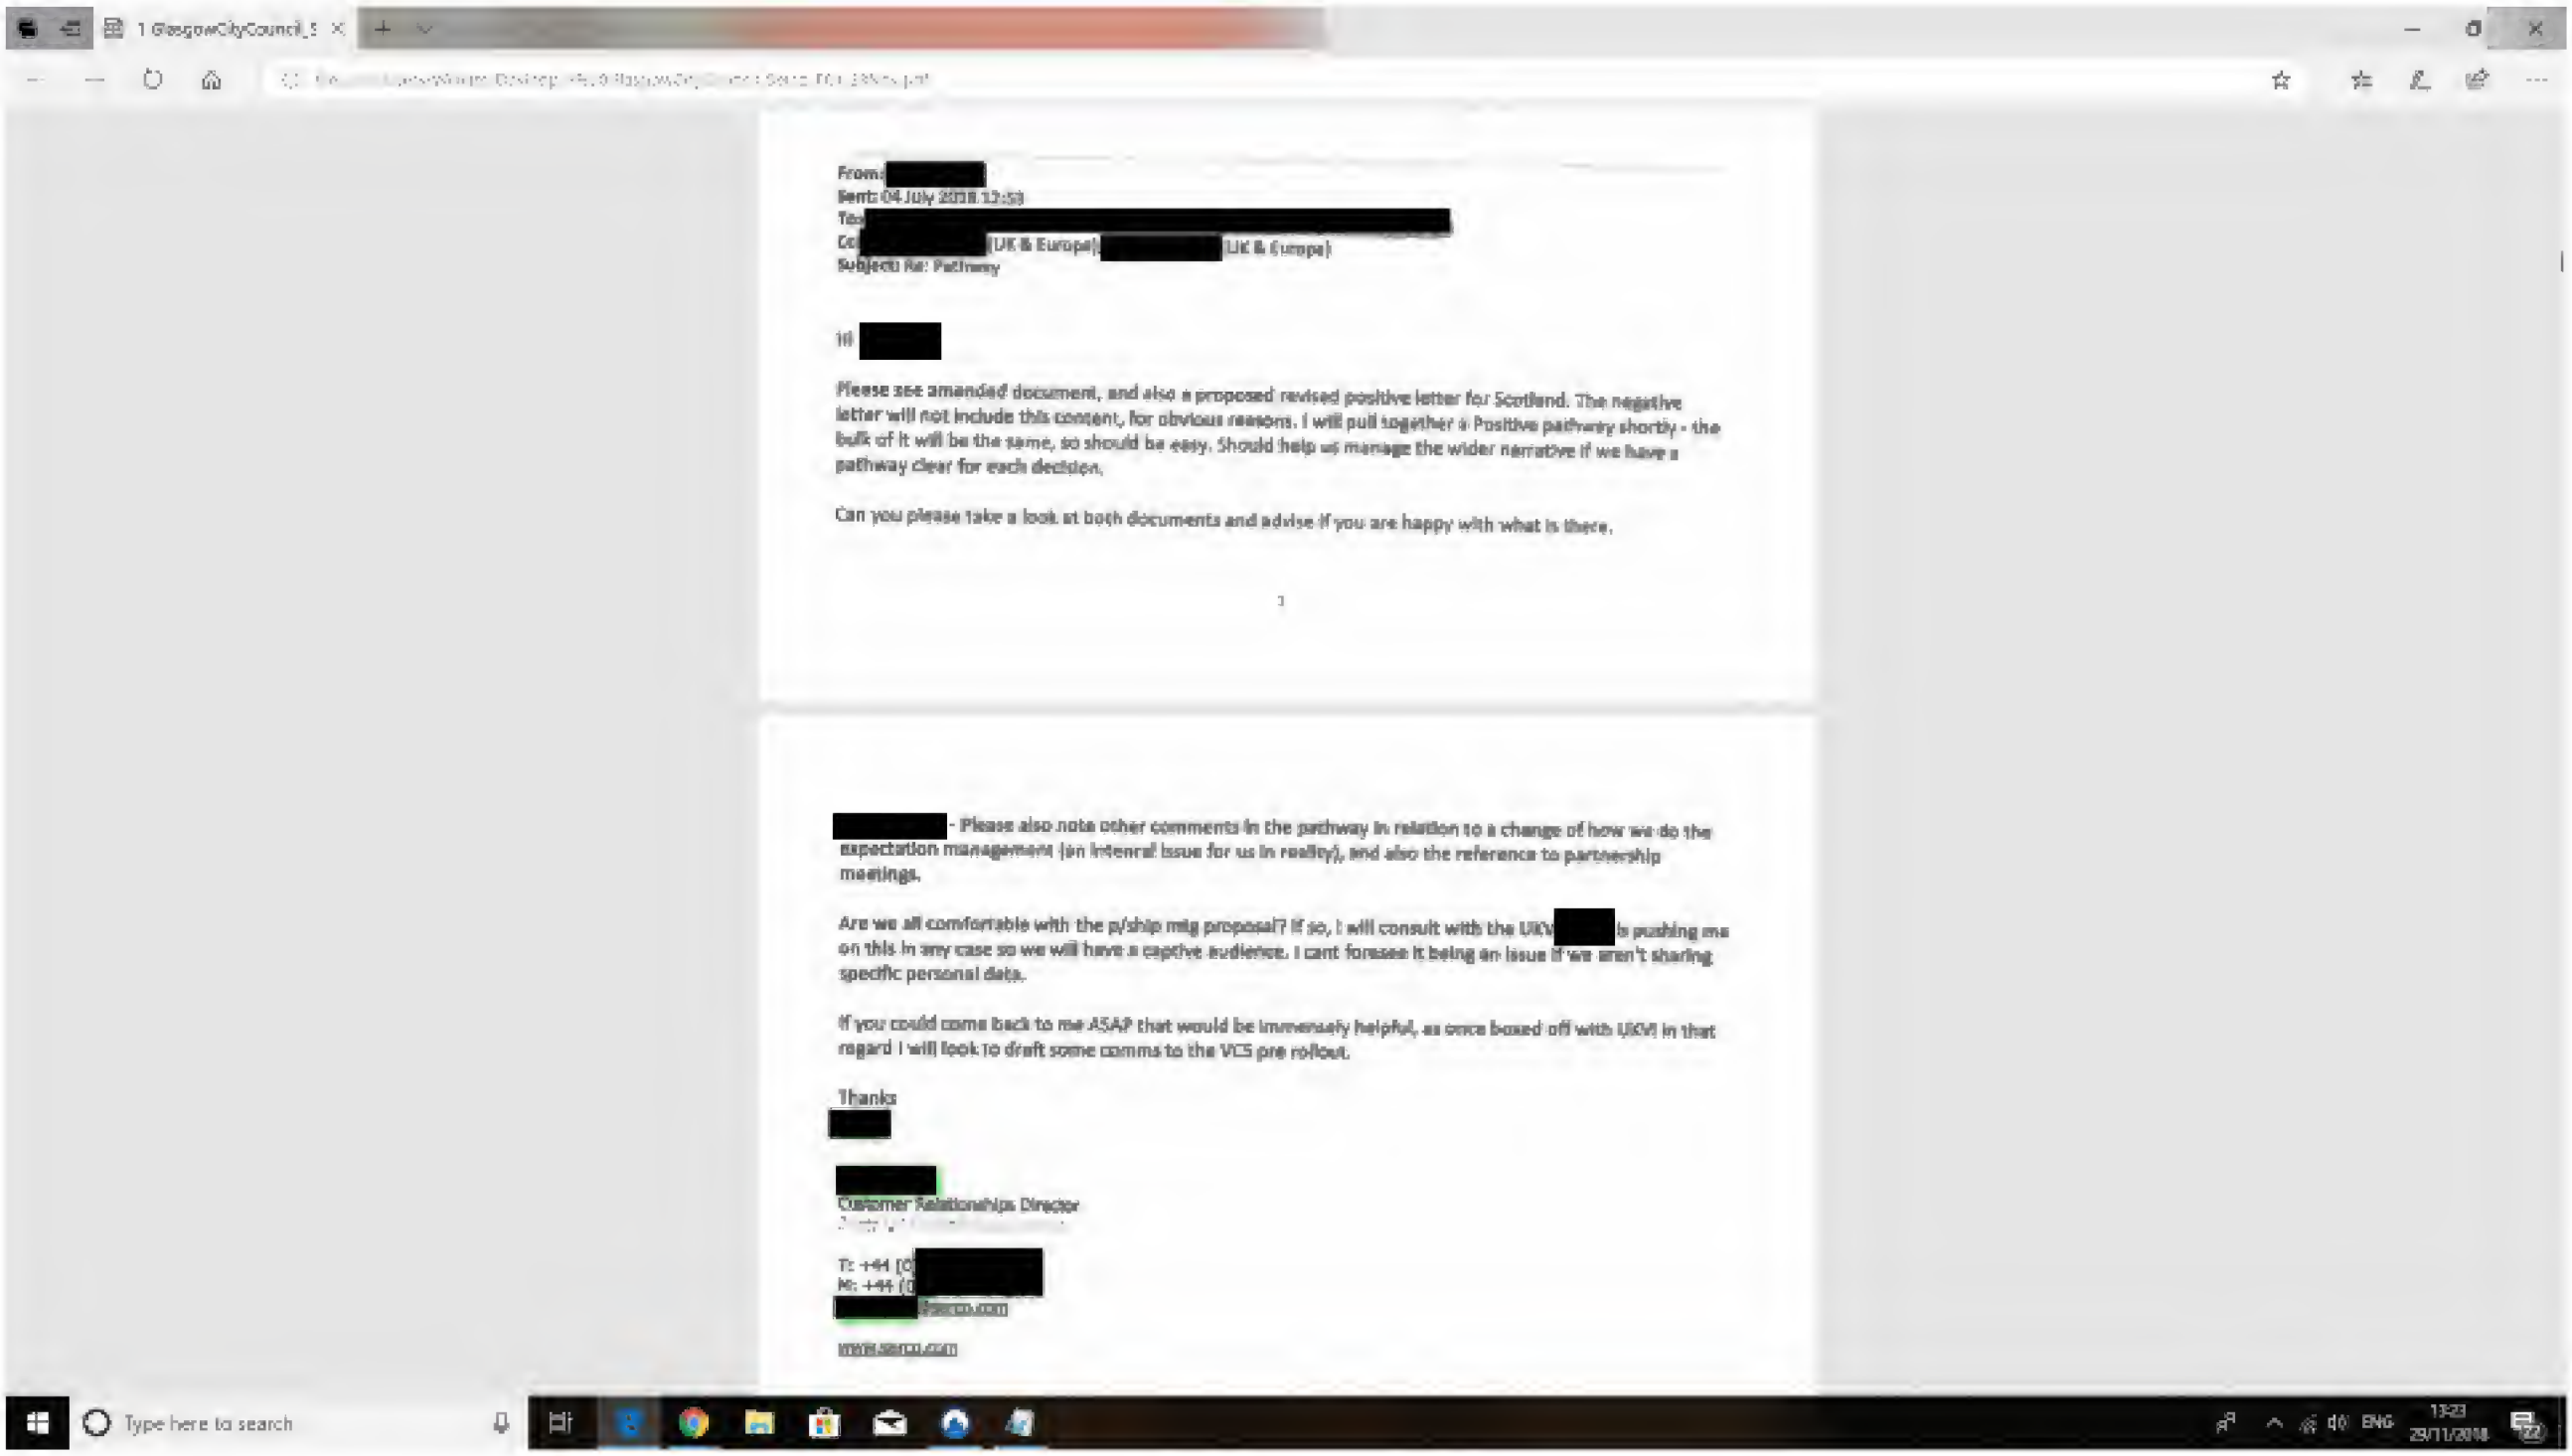 1 GlasgowCityCouncil_S
From:
Sent: 04 July 2018 12:53
To:
Cc: (UK & Europe); (UK & Europe)
Subject: Re: Pathway
Hi
Please see amended document, and also a proposed revised positive letter for Scotland. The negative
letter will not include this content, for obvious reasons. I will pull together a Positive pathway shortly - the
bulk of it will be the same, so should be easy. Should help us manage the wider narrative if we have a
pathway clear for each decision.
Can you please take a look at both documents and advise if you are happy with what is there.
- Please also note other comments in the pathway in relation to a change of how we do the
expectation management (an intenral issue for us in reality), and also the reference to partnership
meetings.
Are we all comfortable with the p/ship mtg proposal? If so, I will consult with the UKV is pushing me
on this in any case so we will have a captive audience. I cant foresee it being an issue if we aren't sharing
specific personal data.
If you could come back to me ASAP that would be immensely helpful, as once boxed off with UKVI in that
regard I will look to draft some comms to the VCS pre rollout.
Thanks
Customer Relationships Director
T: +44 (0)
M: +44 (0
@serco.com
www.serco.com
Type here to search
ENG
13:23
29/11/2018
22